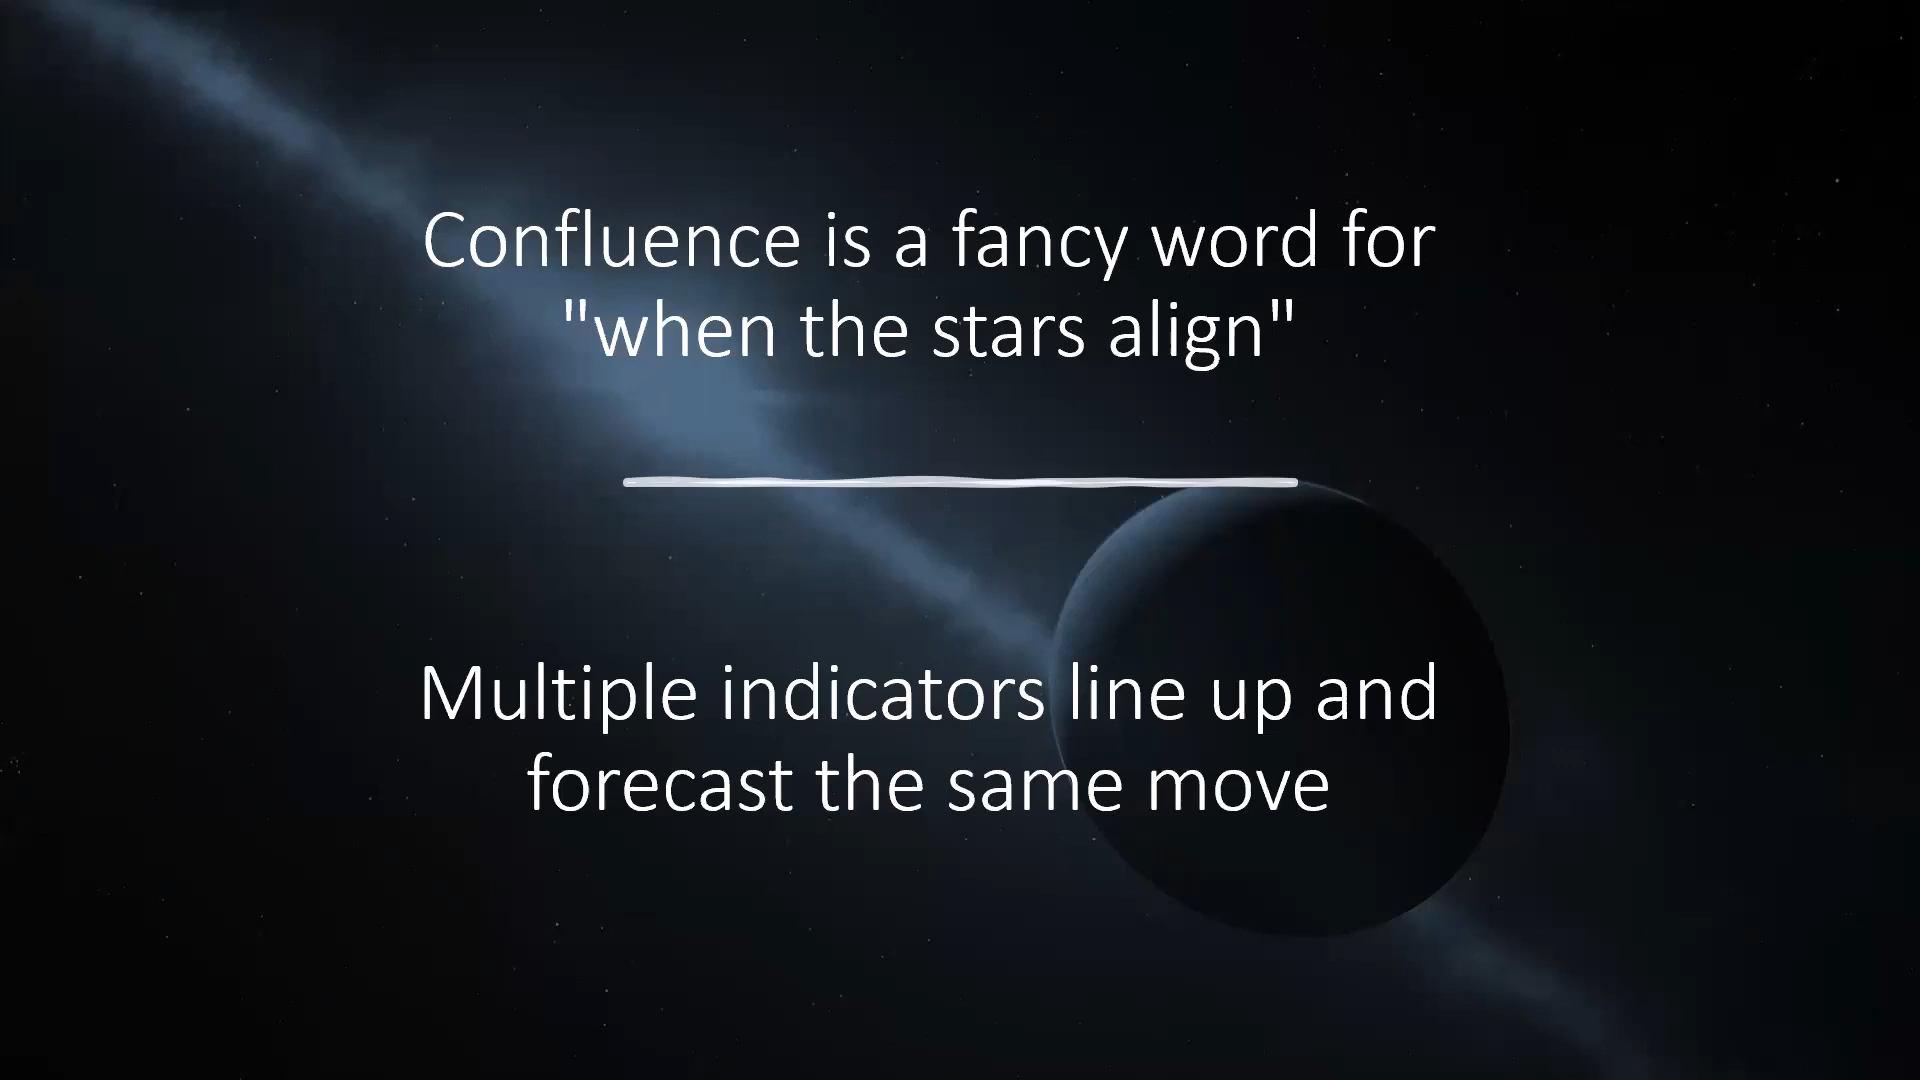 Confluence is a fancy word for
"when the stars align"
Multiple indicators line up and
forecast the same move